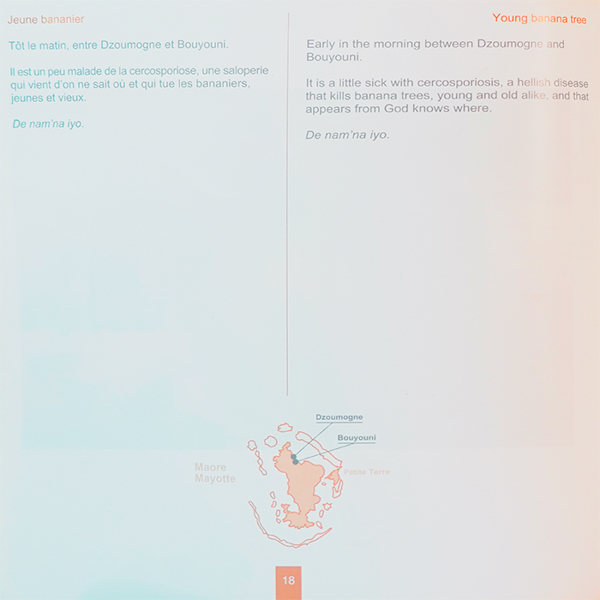 Jeune bananier
Tôt le matin, entre Dzoumogne et Bouyouni.
Il est un peu malade de la cercosporiose, une saloperie
qui vient d'on ne sait où et qui tue les bananiers,
jeunes et vieux.
De nam'na iyo.
Young banana tree
Early in the morning between Dzoumogne and
Bouyouni.
It is a little sick with cercosporiosis, a hellish disease
that kills banana trees, young and old alike, and that
appears from God knows where.
De nam'na iyo.
Dzoumogne
Bouyouni
Maore
Mayotte
Petite Terre
18